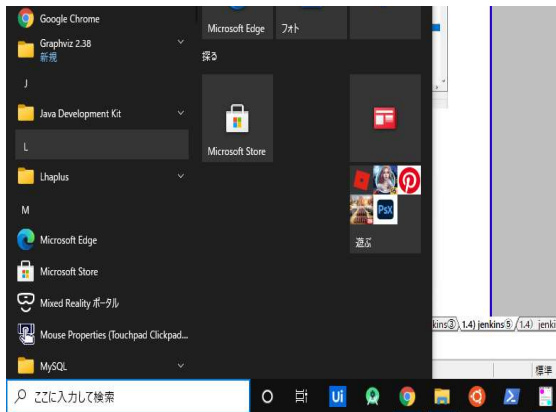 Google Chrome
Graphviz 2.38
新規
J
Java Development Kit
L
Lhaplus
M
Microsoft Edge
Microsoft Store
Mixed Reality ポータル
Mouse Properties (Touchpad Clickpad...
MySQL
ここに入力して検索
Microsoft Edge
フォト
探る
Microsoft Store
PsX
遊ぶ
kins③
1.4) jenkins⑤
(1.4) jenki
標準
Ui